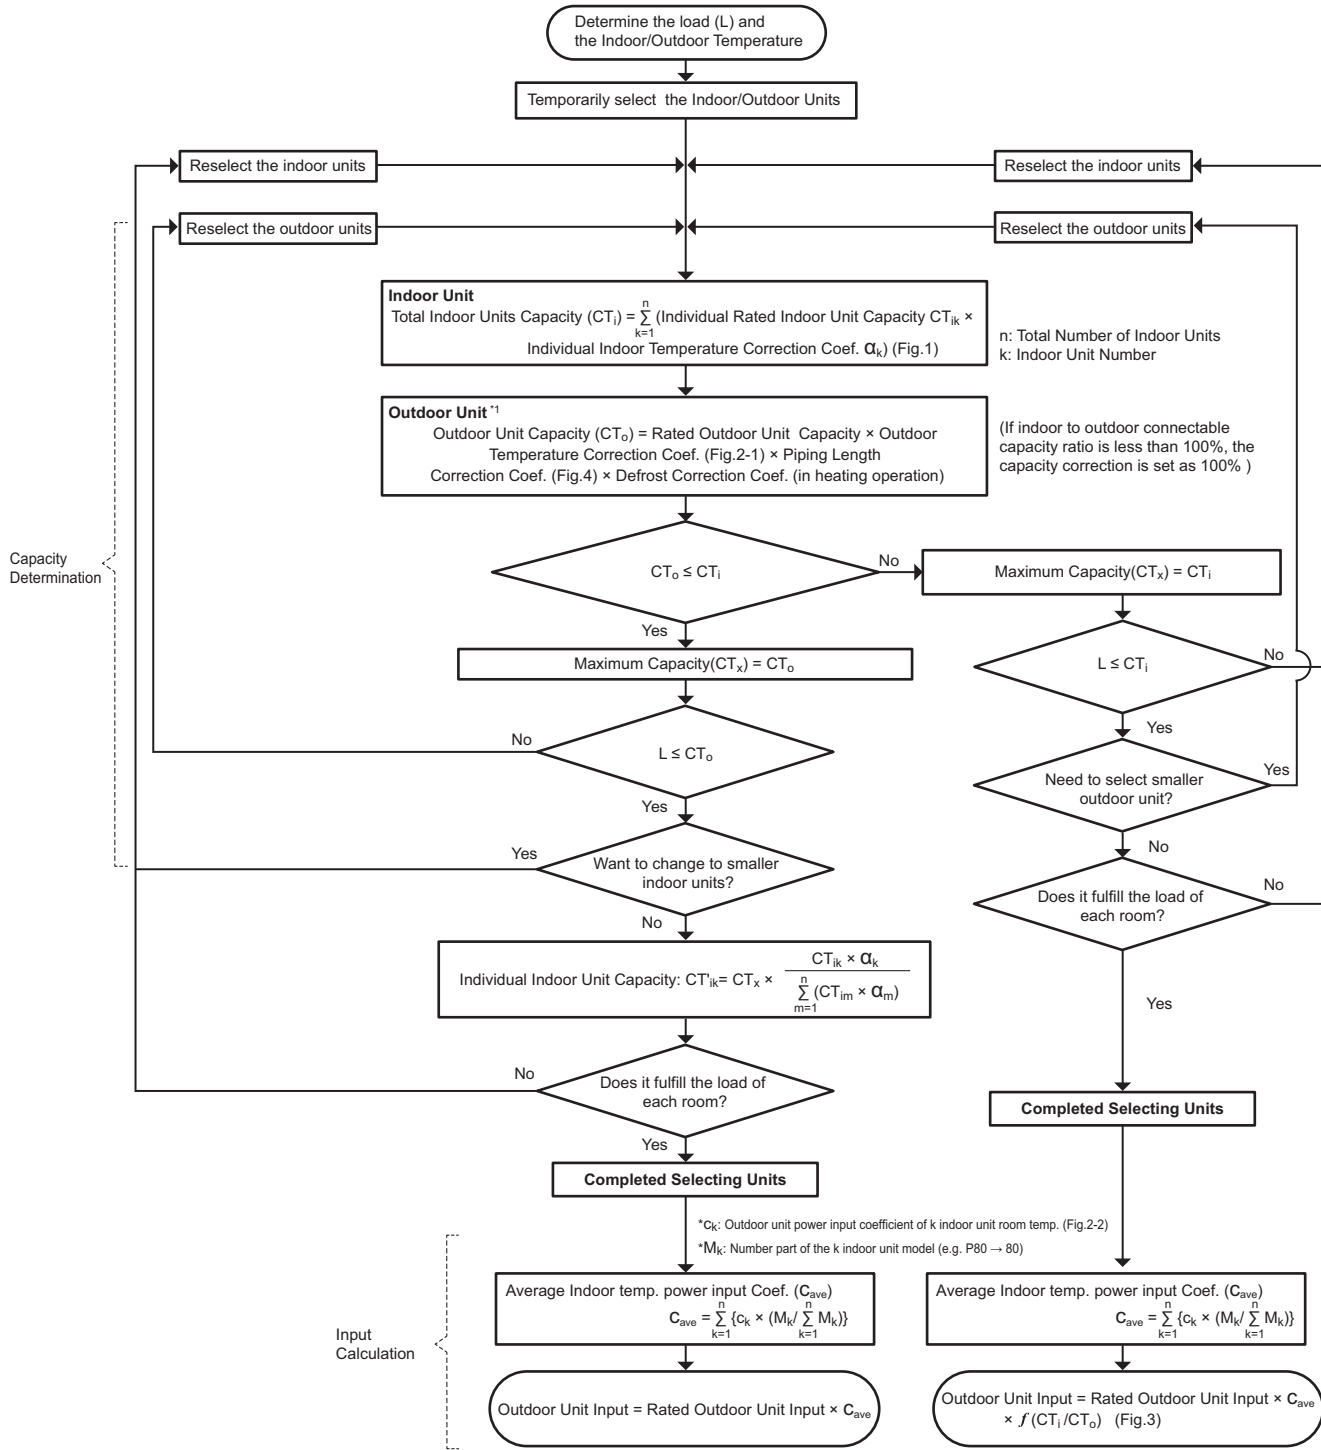 Determine the load (L) and
the Indoor/Outdoor Temperature
Temporarily select the Indoor/Outdoor Units
Reselect the indoor units
Reselect the indoor units
Reselect the outdoor units
Reselect the outdoor units
Indoor Unit
Total Indoor Units Capacity (CTi) = Σ(k=1 to n) (Individual Rated Indoor Unit Capacity CTik ×
Individual Indoor Temperature Correction Coef. αk) (Fig.1)
n: Total Number of Indoor Units
k: Indoor Unit Number
Outdoor Unit *1
Outdoor Unit Capacity (CTo) = Rated Outdoor Unit Capacity × Outdoor
Temperature Correction Coef. (Fig.2-1) × Piping Length
Correction Coef. (Fig.4) × Defrost Correction Coef. (in heating operation)
(If indoor to outdoor connectable
capacity ratio is less than 100%, the
capacity correction is set as 100% )
Capacity
Determination
CTo ≤ CTi
No
Maximum Capacity(CTx) = CTi
Yes
Maximum Capacity(CTx) = CTo
L ≤ CTi
No
Yes
L ≤ CTo
No
Yes
Need to select smaller
outdoor unit?
Yes
No
Want to change to smaller
indoor units?
Yes
No
Does it fulfill the load of
each room?
No
Yes
Individual Indoor Unit Capacity: CT'ik= CTx × (CTik × αk) / (Σ(m=1 to n) (CTim × αm))
Does it fulfill the load of
each room?
No
Yes
Completed Selecting Units
Completed Selecting Units
*ck: Outdoor unit power input coefficient of k indoor unit room temp. (Fig.2-2)
*Mk: Number part of the k indoor unit model (e.g. P80 → 80)
Input
Calculation
Average Indoor temp. power input Coef. (cave)
cave = Σ(k=1 to n) {ck × (Mk/ Σ(k=1 to n) Mk)}
Average Indoor temp. power input Coef. (cave)
cave = Σ(k=1 to n) {ck × (Mk/ Σ(k=1 to n) Mk)}
Outdoor Unit Input = Rated Outdoor Unit Input × cave
Outdoor Unit Input = Rated Outdoor Unit Input × cave
× f (CTi /CTo) (Fig.3)